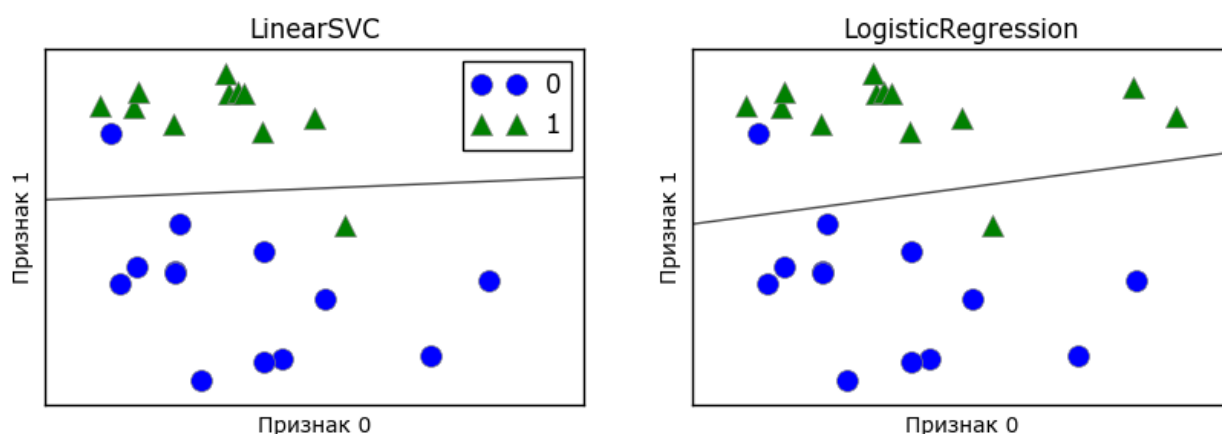 LinearSVC
0
1
Признак 1
Признак 0
LogisticRegression
Признак 1
Признак 0